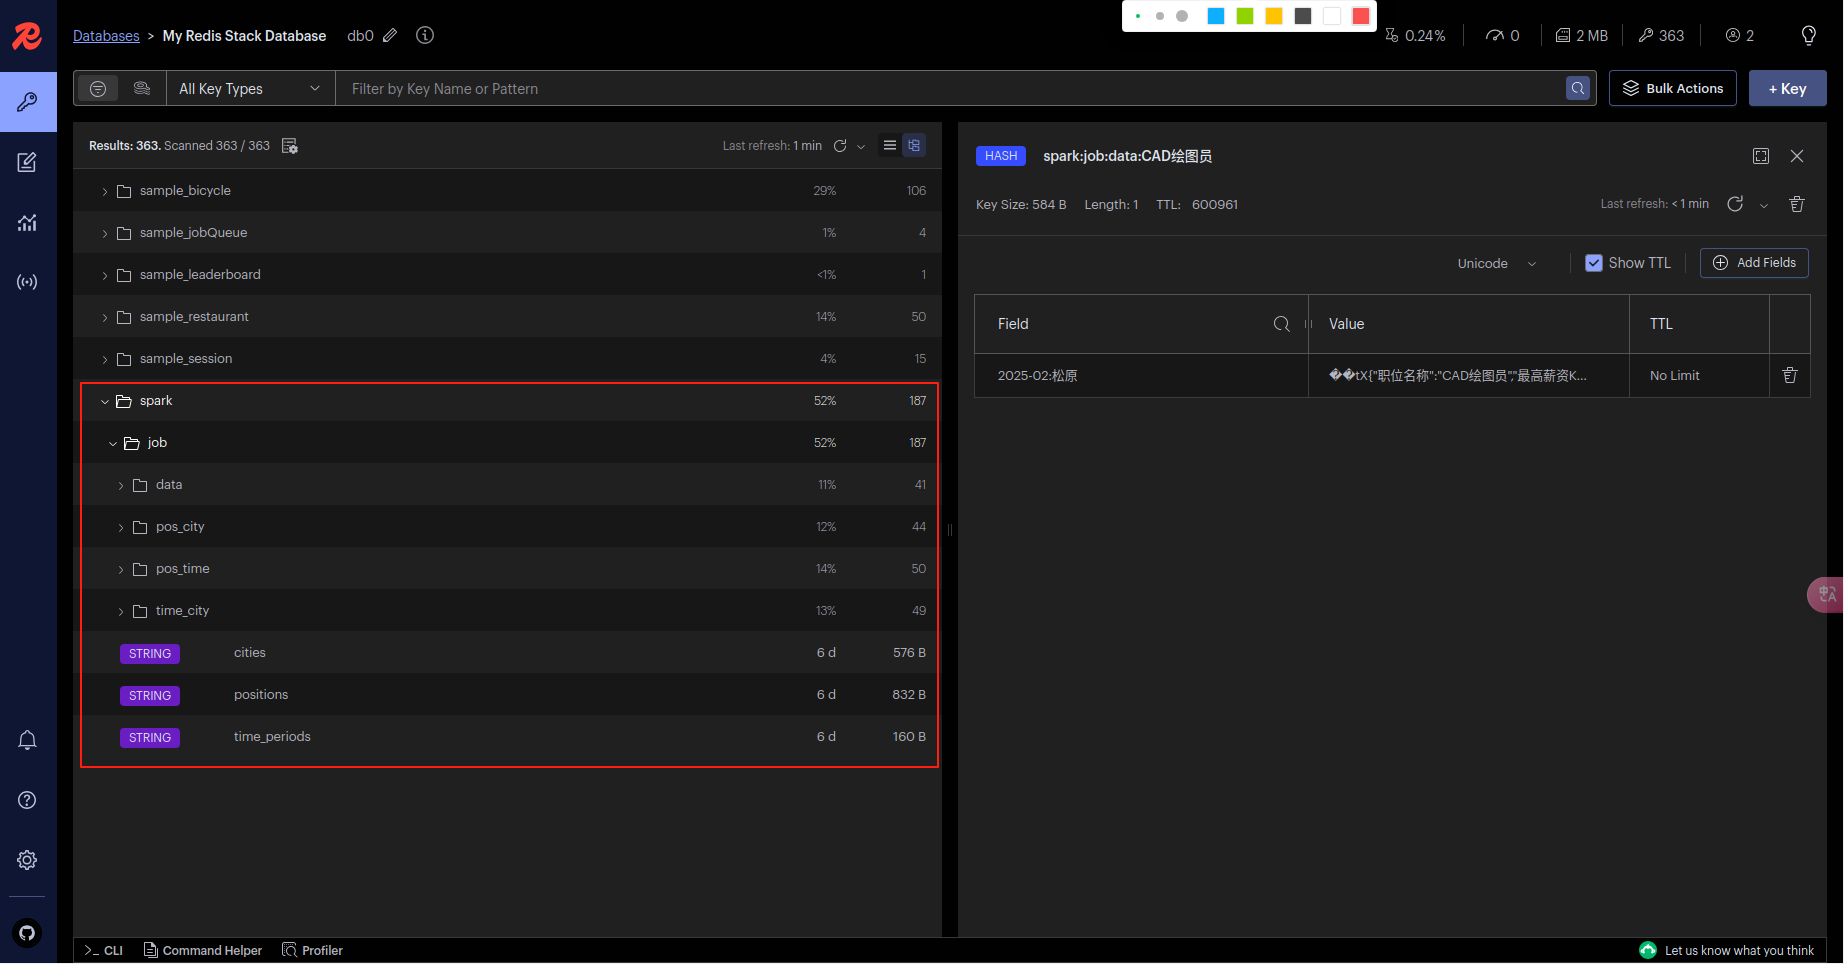 Databases > My Redis Stack Database db0
0.24% 0 2 MB 363 2
All Key Types Filter by Key Name or Pattern Bulk Actions + Key
Results: 363. Scanned 363 / 363 Last refresh: 1 min
sample_bicycle 29% 106
sample_jobQueue 1% 4
sample_leaderboard <1% 1
sample_restaurant 14% 50
sample_session 4% 15
spark 52% 187
job 52% 187
data 11% 41
pos_city 12% 44
pos_time 14% 50
time_city 13% 49
STRING cities 6 d 576 B
STRING positions 6 d 832 B
STRING time_periods 6 d 160 B
HASH spark:job:data:CAD绘图员
Key Size: 584 B Length: 1 TTL: 600961 Last refresh: < 1 min
Unicode Show TTL Add Fields
Field Value TTL
2025-02:松原 ��tX{"职位名称":"CAD绘图员","最高薪资K... No Limit
中A
>_ CLI Command Helper Profiler Let us know what you think